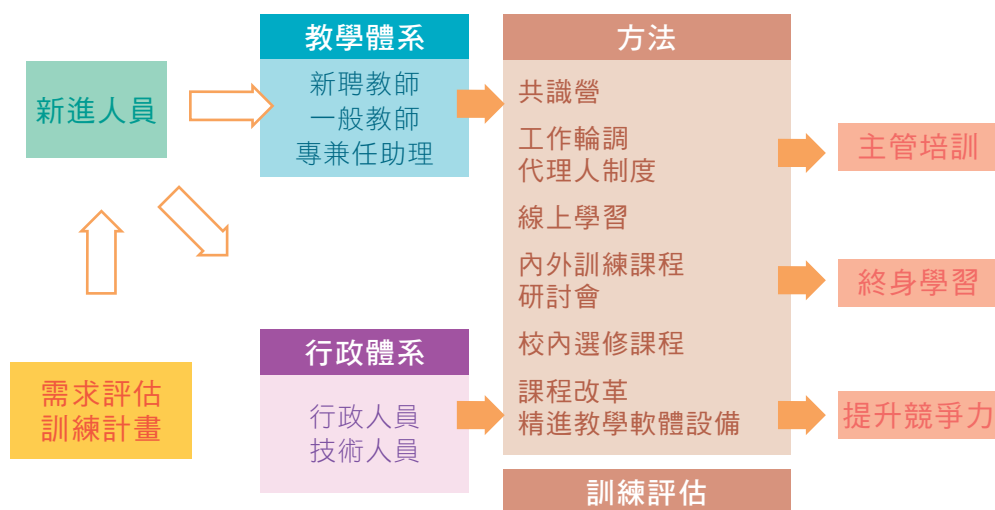 新進人員
需求評估
訓練計畫
教學體系
新聘教師
一般教師
專兼任助理
行政體系
行政人員
技術人員
方法
共識營
工作輪調
代理人制度
線上學習
內外訓練課程
研討會
校內選修課程
課程改革
精進教學軟體設備
訓練評估
主管培訓
終身學習
提升競爭力